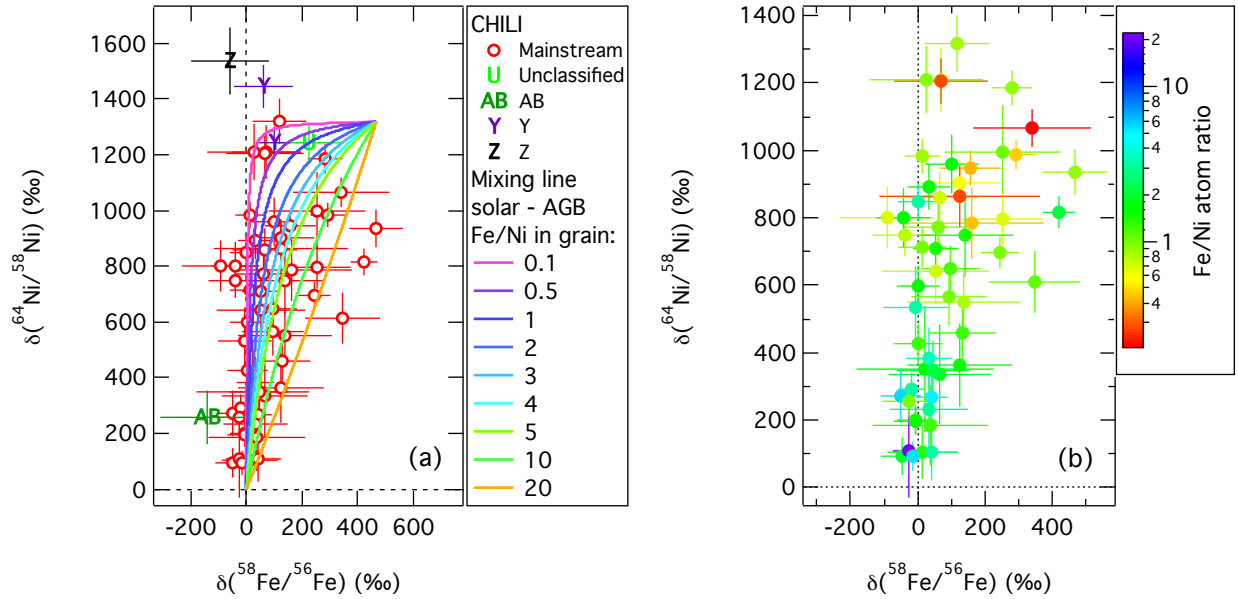 1600
1400
1200
1000
800
600
400
200
0
-200 0 200 400 600
δ(⁶⁴Ni/⁵⁸Ni) (‰)
δ(⁵⁸Fe/⁵⁶Fe) (‰)
Z
Y
Y
U
AB
(a)
CHILI
Mainstream
U Unclassified
AB AB
Y Y
Z Z
Mixing line
solar - AGB
Fe/Ni in grain:
0.1
0.5
1
2
3
4
5
10
20
(b)
1400
1200
1000
800
600
400
200
0
-200 0 200 400
δ(⁶⁴Ni/⁵⁸Ni) (‰)
δ(⁵⁸Fe/⁵⁶Fe) (‰)
2
10
8
6
4
2
1
8
6
4
Fe/Ni atom ratio